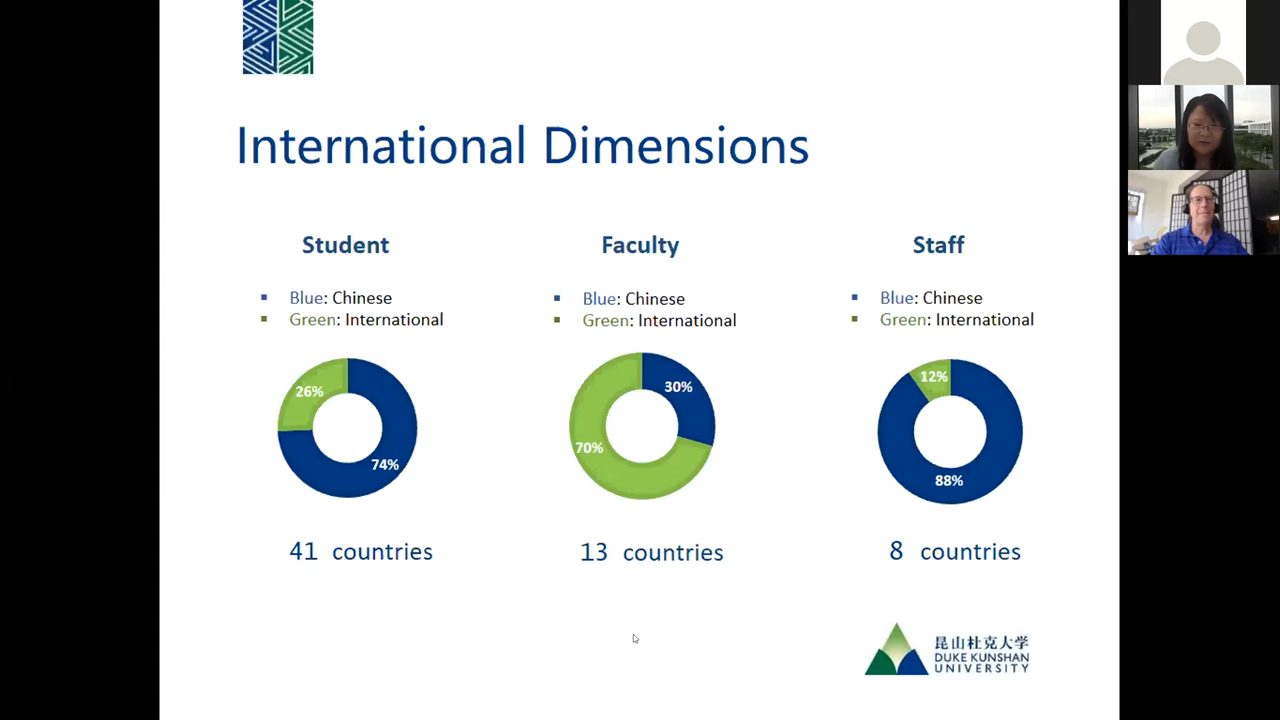 International Dimensions
Student
Blue: Chinese
Green: International
26%
74%
41 countries
Faculty
Blue: Chinese
Green: International
30%
70%
13 countries
Staff
Blue: Chinese
Green: International
12%
88%
8 countries
昆山杜克大学
DUKE KUNSHAN
UNIVERSITY